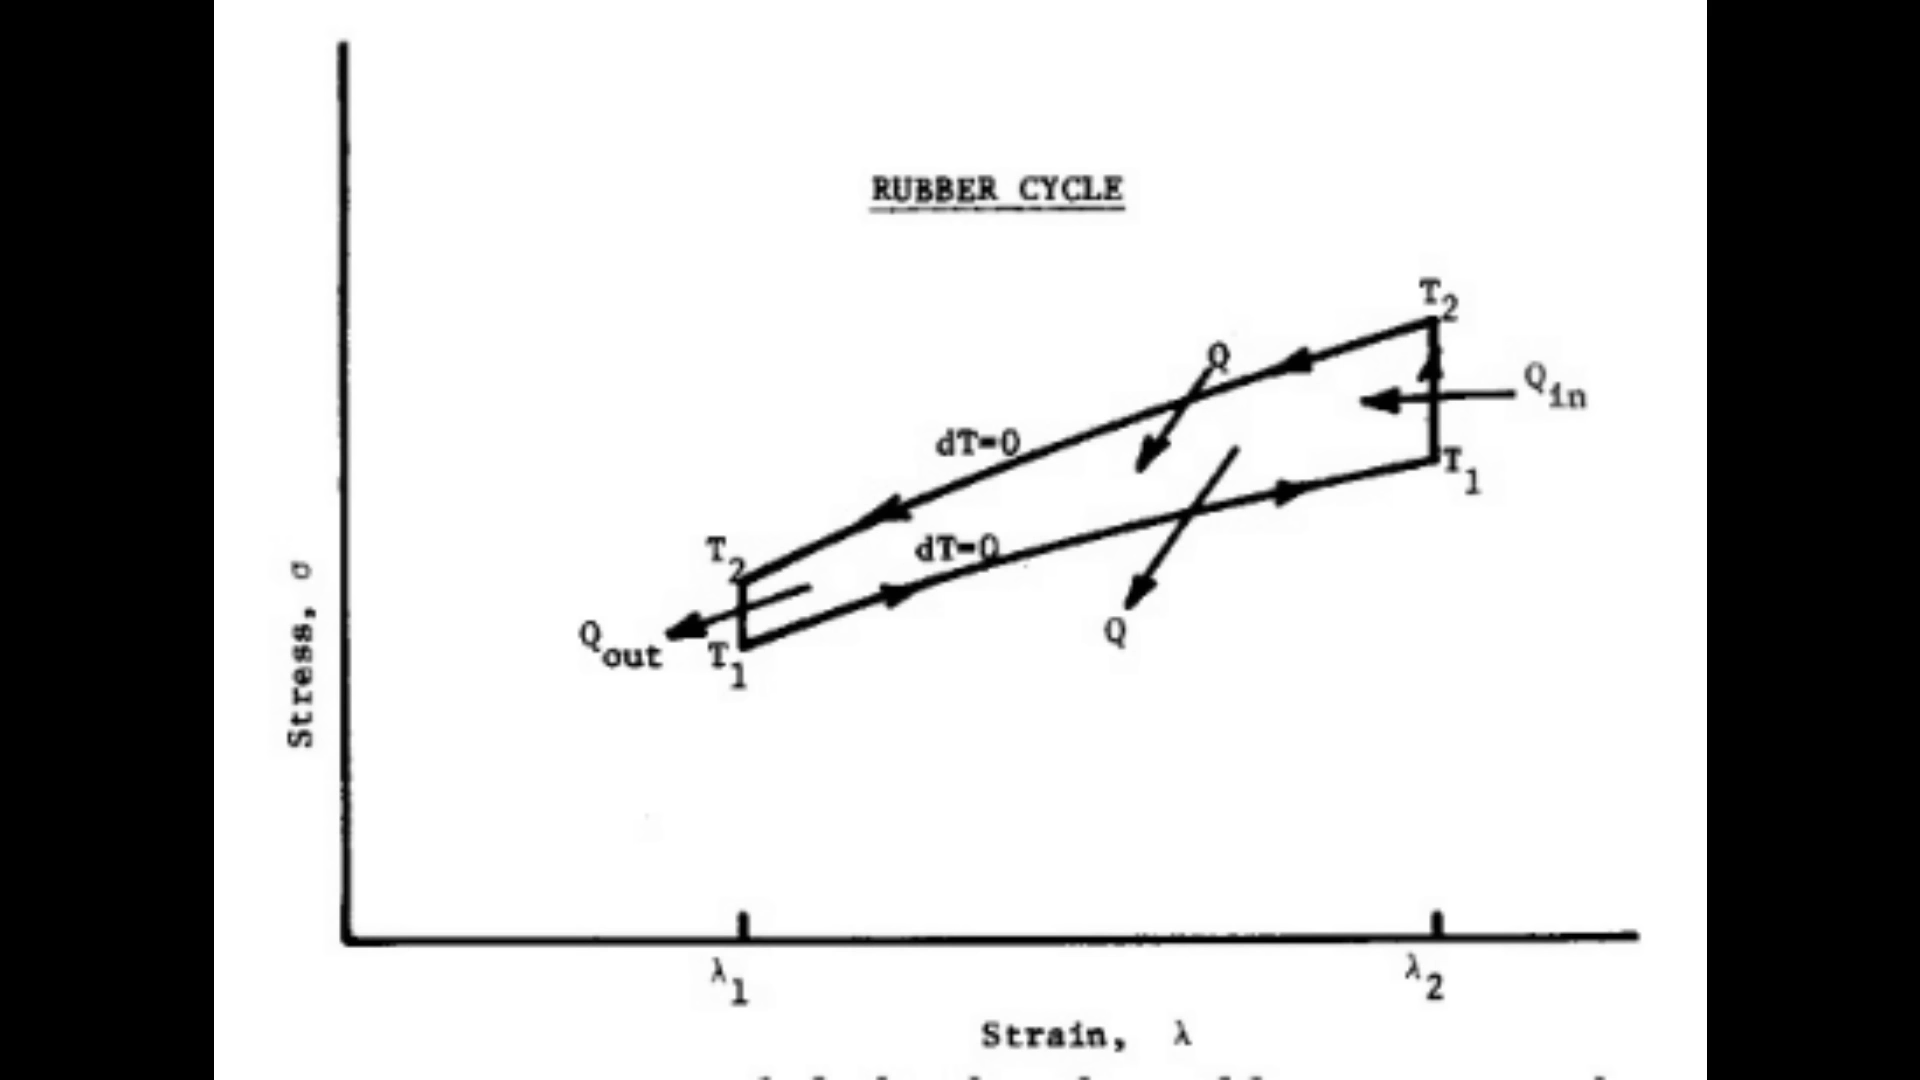 RUBBER CYCLE
T2
Q
Qin
dT=0
T1
T2
dT=0
Qout
T1
Q
Stress, σ
λ1
λ2
Strain, λ